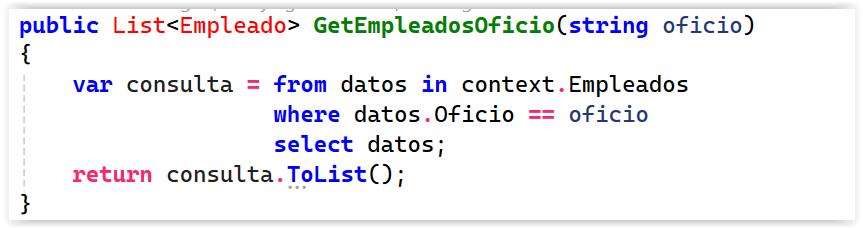 public List<Empleado> GetEmpleadosOficio(string oficio)
{
    var consulta = from datos in context.Empleados
                   where datos.Oficio == oficio
                   select datos;
    return consulta.ToList();
}